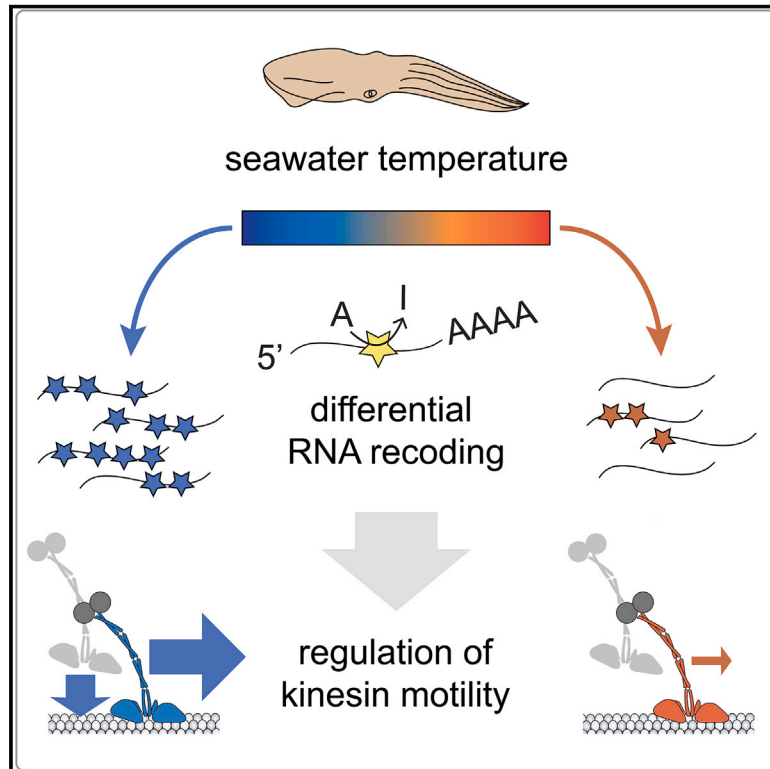 seawater temperature
A I AAAA
5’
differential
RNA recoding
regulation of
kinesin motility